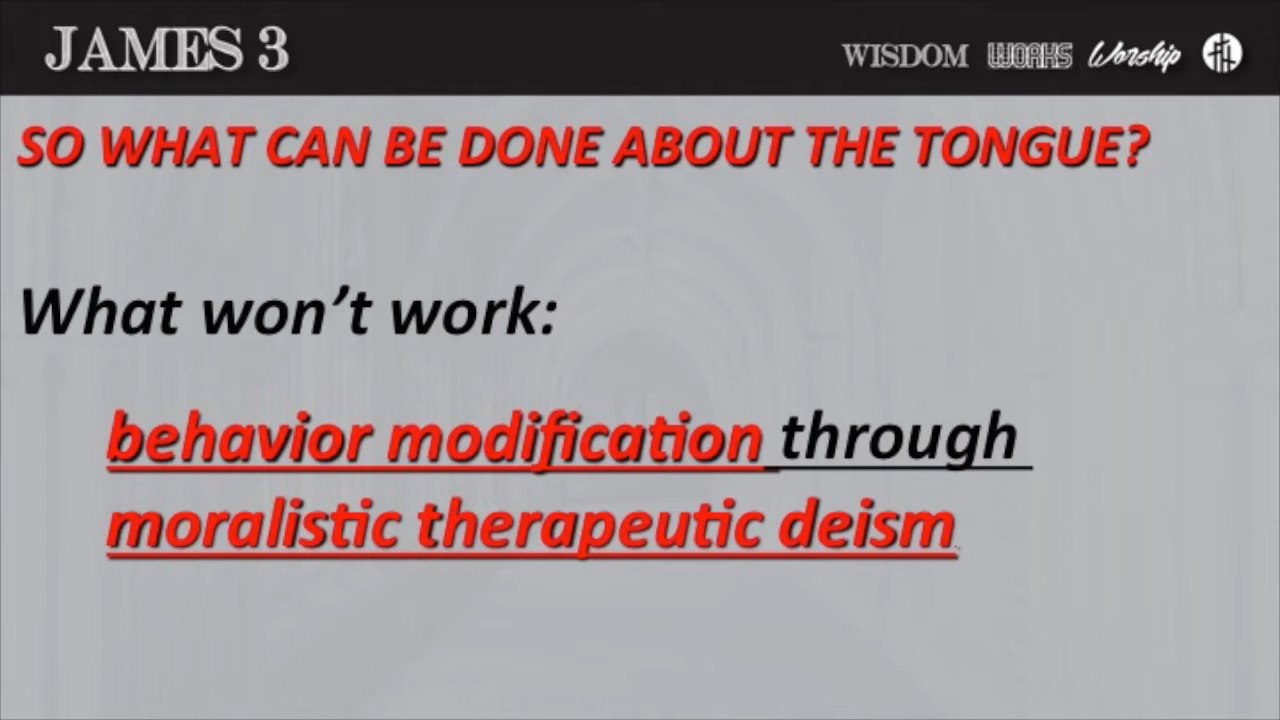 JAMES 3
WISDOM WORKS Worship
SO WHAT CAN BE DONE ABOUT THE TONGUE?
What won't work:
behavior modification through
moralistic therapeutic deism